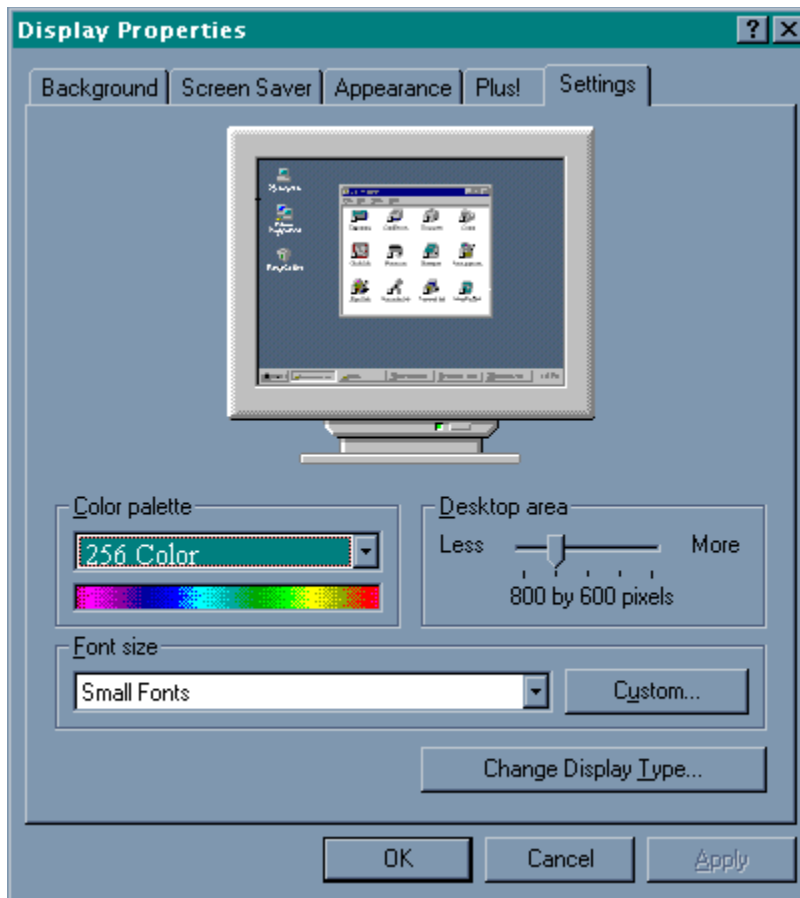 Display Properties
Background Screen Saver Appearance Plus! Settings
Color palette
256 Color
Desktop area
Less More
800 by 600 pixels
Font size
Small Fonts
Custom...
Change Display Type...
OK Cancel Apply